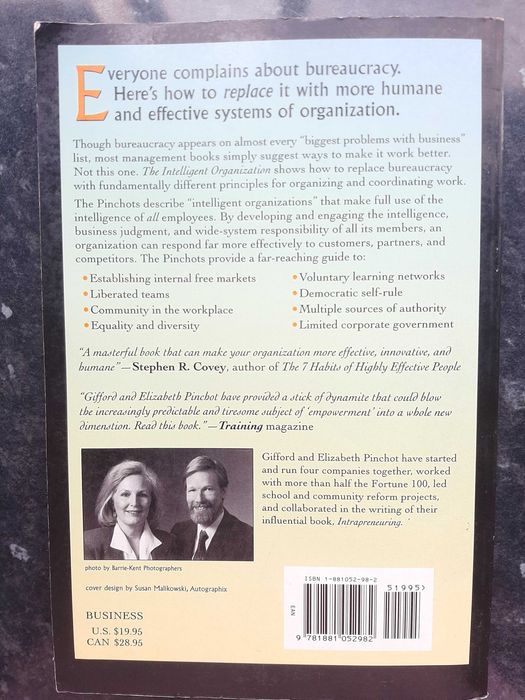 Everyone complains about bureaucracy.
Here's how to replace it with more humane
and effective systems of organization.
Though bureaucracy appears on almost every "biggest problems with business"
list, most management books simply suggest ways to make it work better.
Not this one. The Intelligent Organization shows how to replace bureaucracy
with fundamentally different principles for organizing and coordinating work.
The Pinchots describe "intelligent organizations" that make full use of the
intelligence of all employees. By developing and engaging the intelligence,
business judgment, and wide-system responsibility of all its members, an
organization can respond far more effectively to customers, partners, and
competitors. The Pinchots provide a far-reaching guide to:
• Establishing internal free markets
• Liberated teams
• Community in the workplace
• Equality and diversity
• Voluntary learning networks
• Democratic self-rule
• Multiple sources of authority
• Limited corporate government
"A masterful book that can make your organization more effective, innovative, and
humane"—Stephen R. Covey, author of The 7 Habits of Highly Effective People
"Gifford and Elizabeth Pinchot have provided a stick of dynamite that could blow
the increasingly predictable and tiresome subject of 'empowerment' into a whole new
dimension. Read this book."—Training magazine
Gifford and Elizabeth Pinchot have started
and run four companies together, worked
with more than half the Fortune 100, led
school and community reform projects,
and collaborated in the writing of their
influential book, Intrapreneuring.
photo by Barrie-Kent Photographers
cover design by Susan Malikowski, Autographix
BUSINESS
U.S. $19.95
CAN $28.95
ISBN 1-881052-98-2
51995>
EAN
9 781881 052982